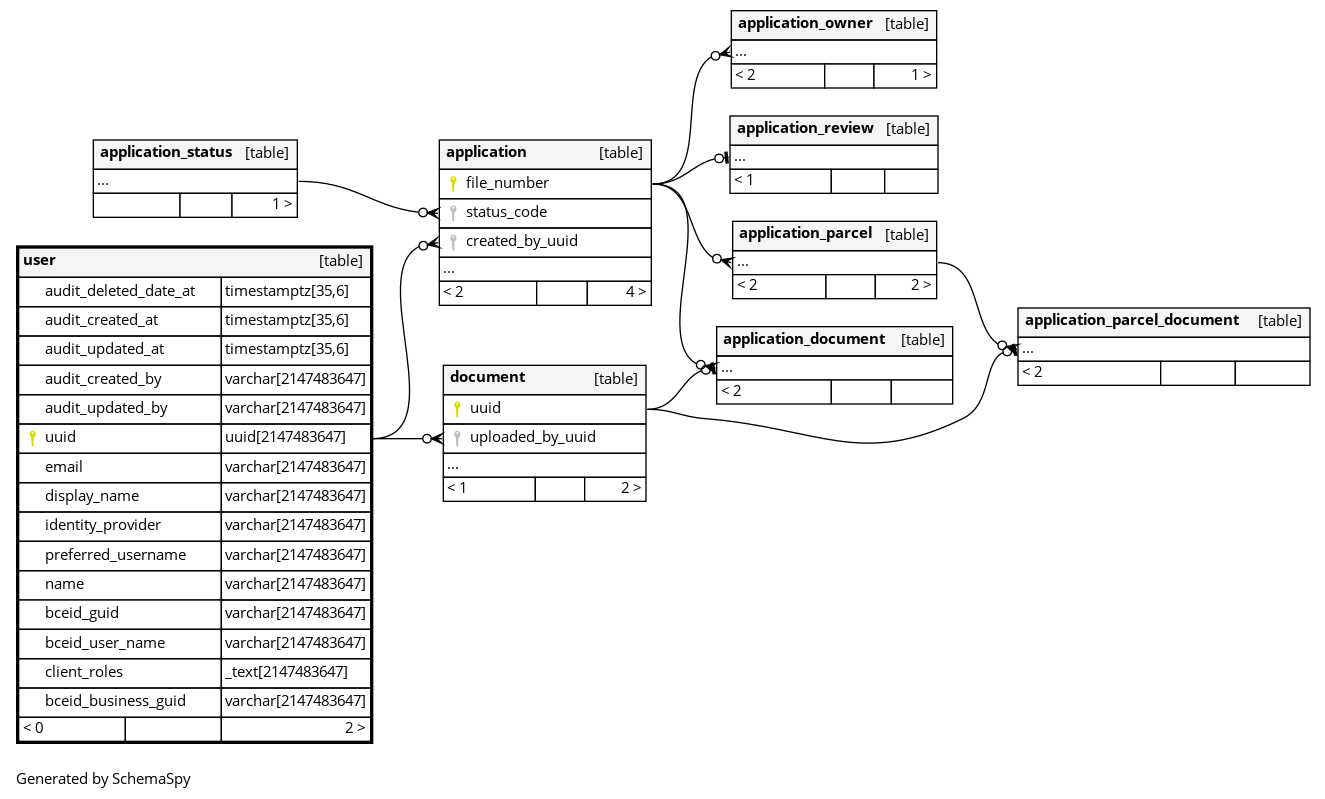 application_owner [table]
...
< 2 1 >
application_review [table]
...
< 1
application_status [table]
...
1 >
application [table]
file_number
status_code
created_by_uuid
...
< 2 4 >
application_parcel [table]
...
< 2 2 >
user [table]
audit_deleted_date_at timestamptz[35,6]
audit_created_at timestamptz[35,6]
audit_updated_at timestamptz[35,6]
audit_created_by varchar[2147483647]
audit_updated_by varchar[2147483647]
uuid uuid[2147483647]
email varchar[2147483647]
display_name varchar[2147483647]
identity_provider varchar[2147483647]
preferred_username varchar[2147483647]
name varchar[2147483647]
bceid_guid varchar[2147483647]
bceid_user_name varchar[2147483647]
client_roles _text[2147483647]
bceid_business_guid varchar[2147483647]
< 0 2 >
application_parcel_document [table]
...
< 2
application_document [table]
...
< 2
document [table]
uuid
uploaded_by_uuid
...
< 1 2 >
Generated by SchemaSpy